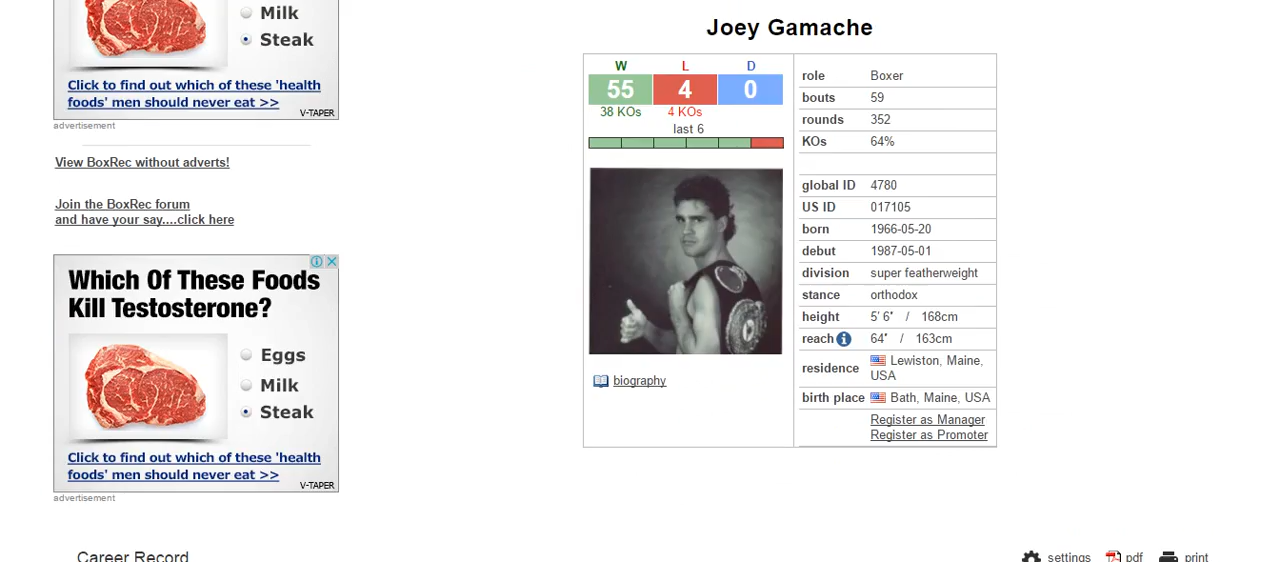 Milk
Steak
Click to find out which of these 'health
foods' men should never eat >>
V-TAPER
advertisement
View BoxRec without adverts!
Join the BoxRec forum
and have your say....click here
Which Of These Foods
Kill Testosterone?
Eggs
Milk
Steak
Click to find out which of these 'health
foods' men should never eat >>
V-TAPER
advertisement
Joey Gamache
W L D
55 4 0
38 KOs 4 KOs
last 6
biography
role Boxer
bouts 59
rounds 352
KOs 64%
global ID 4780
US ID 017105
born 1966-05-20
debut 1987-05-01
division super featherweight
stance orthodox
height 5′ 6″ / 168cm
reach 64″ / 163cm
residence Lewiston, Maine,
USA
birth place Bath, Maine, USA
Register as Manager
Register as Promoter
Career Record
settings pdf print